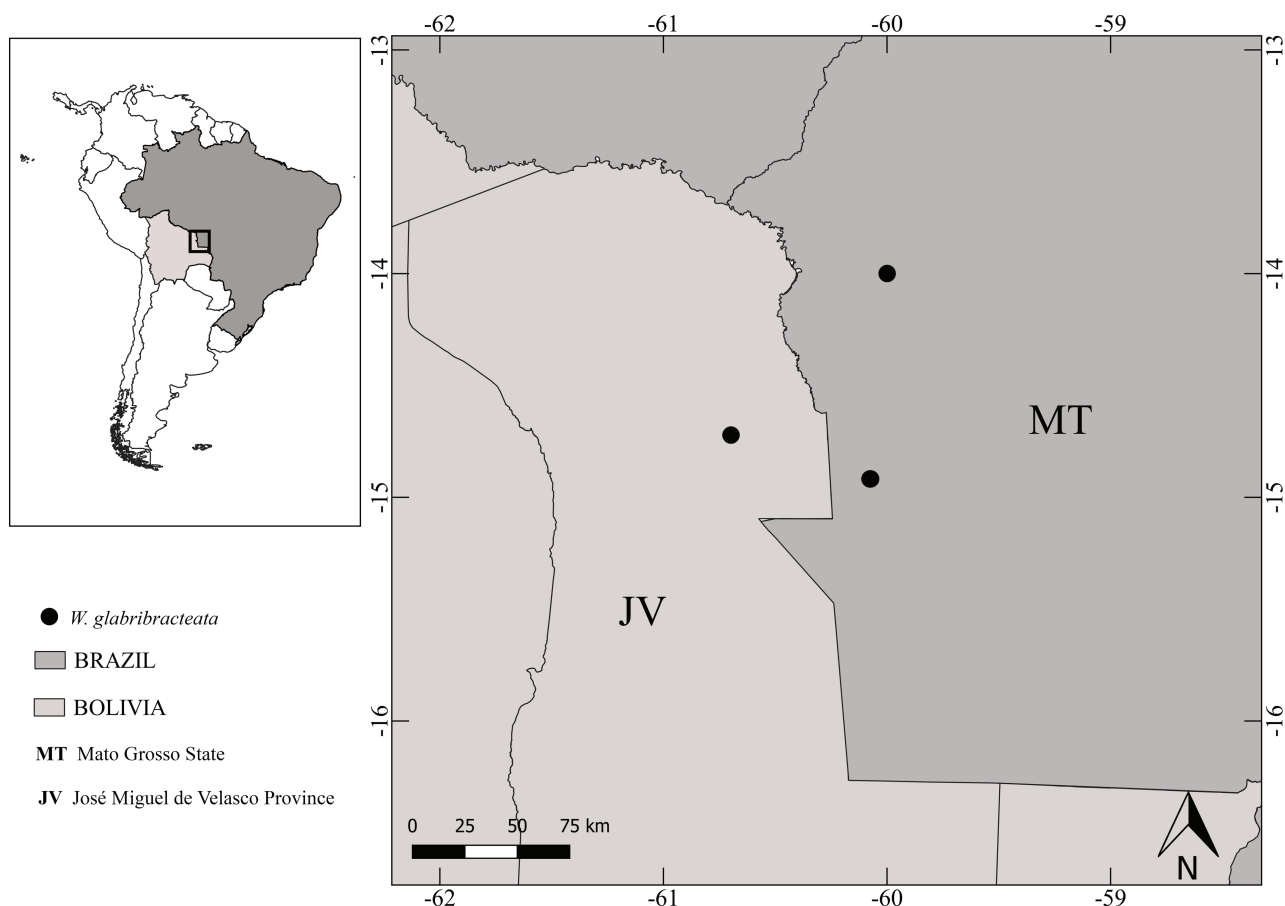 -62 -61 -60 -59
-13 -13
-14 -14
MT
-15 -15
JV
W. glabribracteata
BRAZIL
BOLIVIA
-16 -16
MT Mato Grosso State
JV José Miguel de Velasco Province
0 25 50 75 km
N
-62 -61 -60 -59